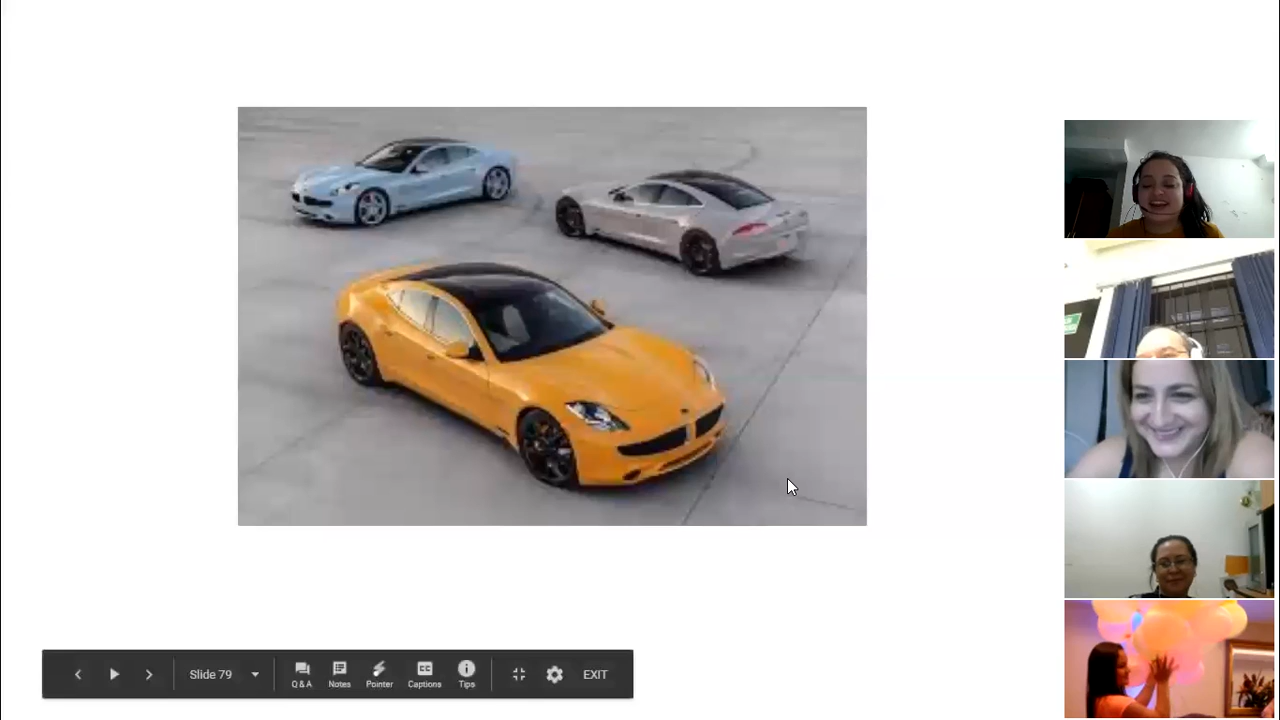 Slide 79
Q & A
Notes
Pointer
Captions
Tips
EXIT